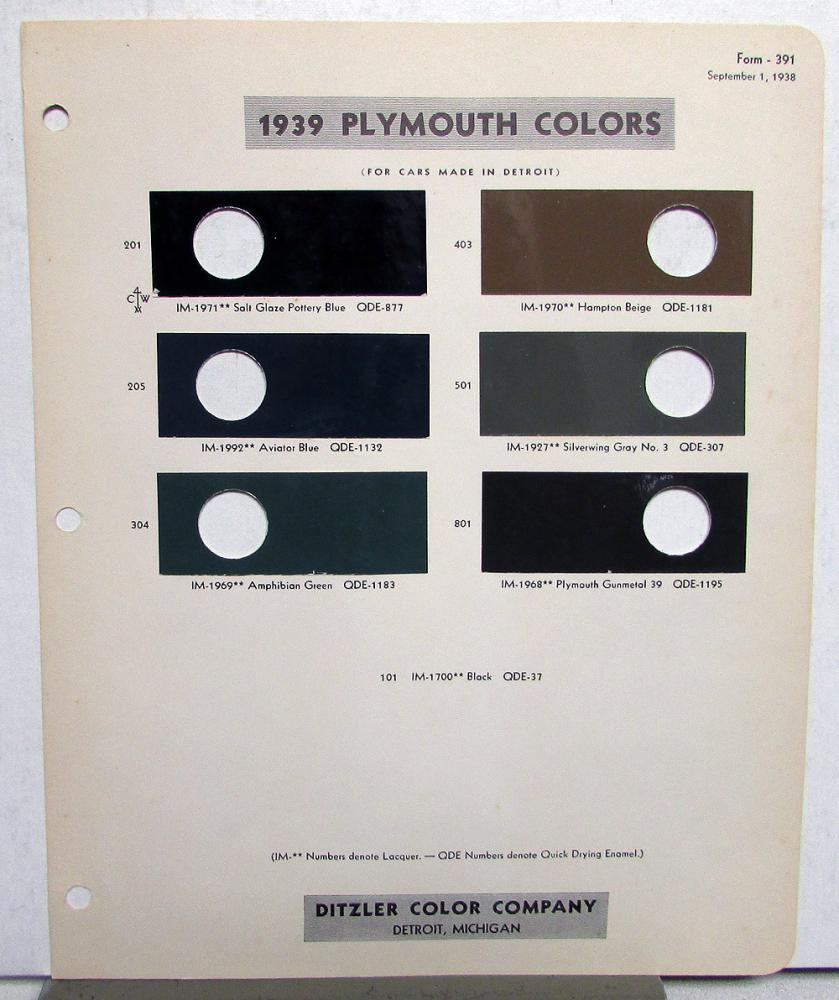 Form - 391
September 1, 1938
1939 PLYMOUTH COLORS
(FOR CARS MADE IN DETROIT)
201
403
4
C W
X
IM-1971** Salt Glaze Pottery Blue QDE-877
IM-1970** Hampton Beige QDE-1181
205
501
IM-1992** Aviator Blue QDE-1132
IM-1927** Silverwing Gray No. 3 QDE-307
304
801
IM-1969** Amphibian Green QDE-1183
IM-1968** Plymouth Gunmetal 39 QDE-1195
101 IM-1700** Black QDE-37
(IM-** Numbers denote Lacquer. — QDE Numbers denote Quick Drying Enamel.)
DITZLER COLOR COMPANY
DETROIT, MICHIGAN